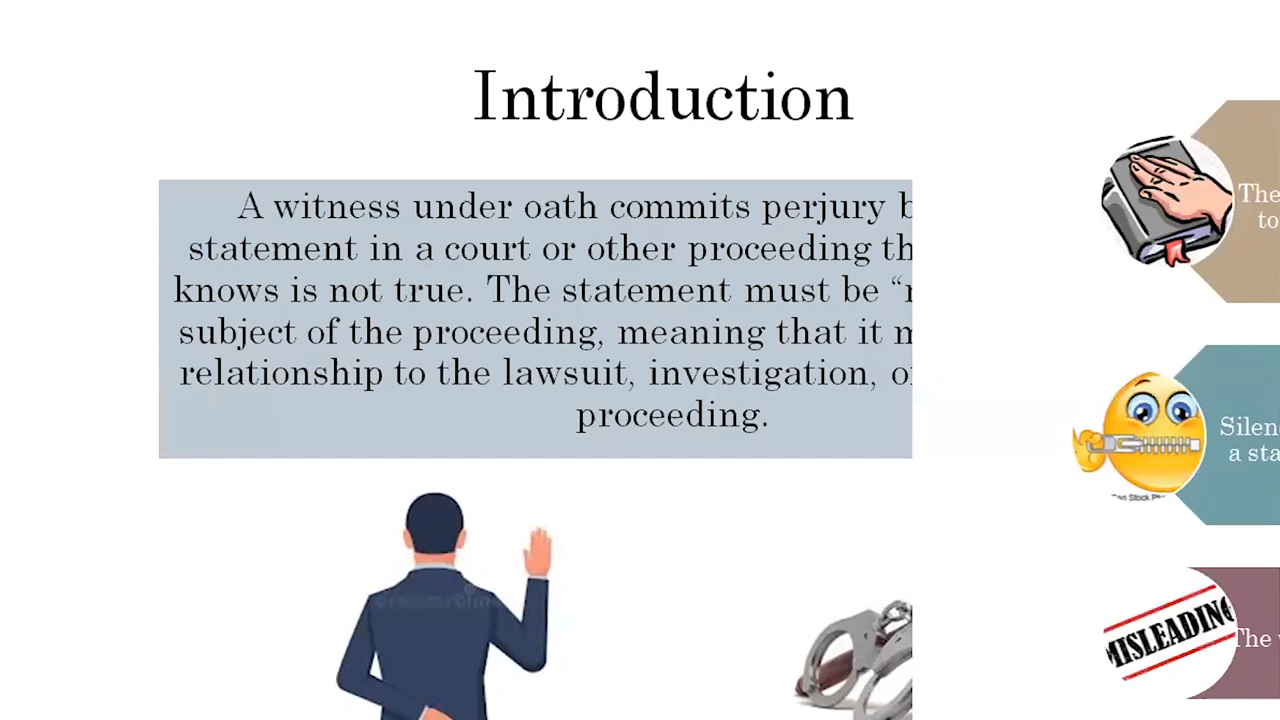 Introduction
A witness under oath commits perjury
statement in a court or other proceeding
knows is not true. The statement must be
subject of the proceeding, meaning that it
relationship to the lawsuit, investigation,
proceeding.
The
to
a sta
MISLEADING
The
dreamstime